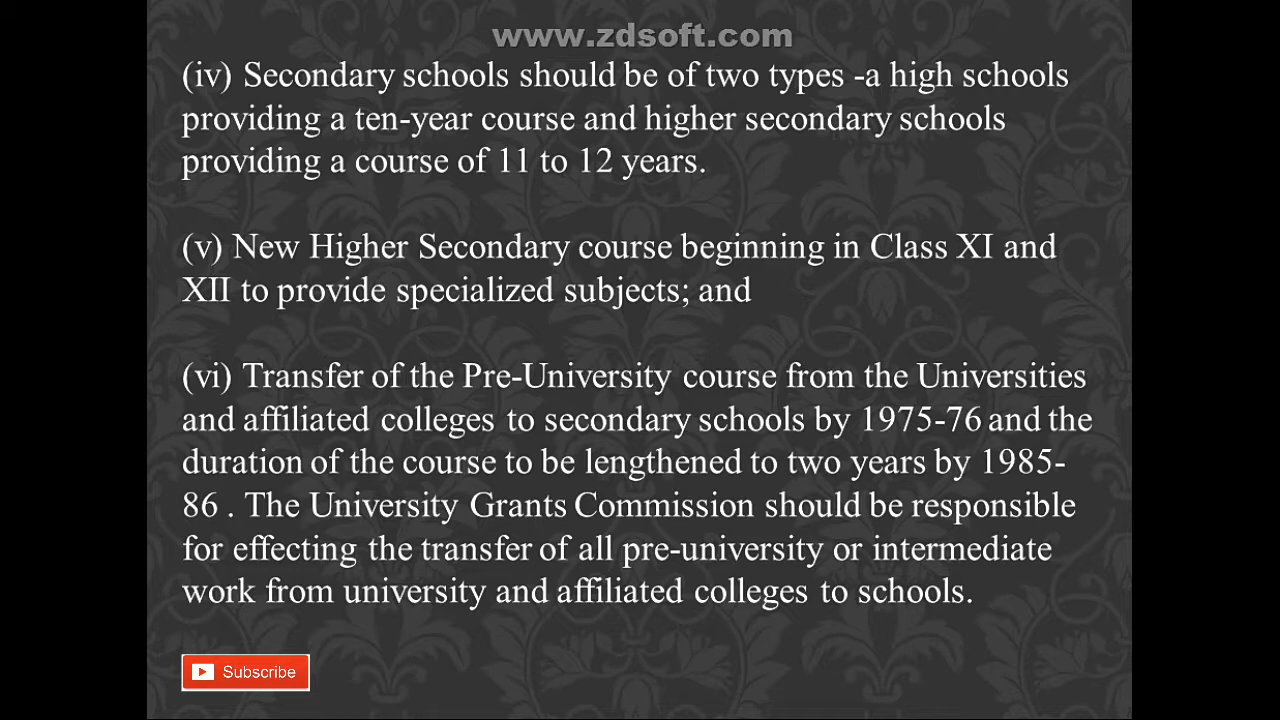 www.zdsoft.com
(iv) Secondary schools should be of two types -a high schools
providing a ten-year course and higher secondary schools
providing a course of 11 to 12 years.
(v) New Higher Secondary course beginning in Class XI and
XII to provide specialized subjects; and
(vi) Transfer of the Pre-University course from the Universities
and affiliated colleges to secondary schools by 1975-76 and the
duration of the course to be lengthened to two years by 1985-
86 . The University Grants Commission should be responsible
for effecting the transfer of all pre-university or intermediate
work from university and affiliated colleges to schools.
Subscribe